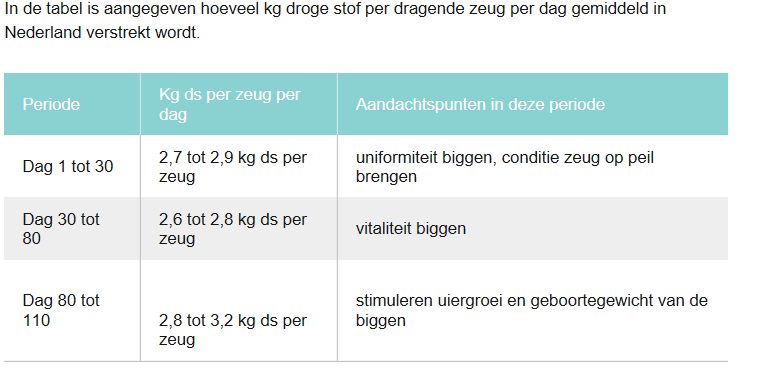 In de tabel is aangegeven hoeveel kg droge stof per dragende zeug per dag gemiddeld in
Nederland verstrekt wordt.
Periode
Kg ds per zeug per
dag
Aandachtspunten in deze periode
Dag 1 tot 30
2,7 tot 2,9 kg ds per
zeug
uniformiteit biggen, conditie zeug op peil
brengen
Dag 30 tot
80
2,6 tot 2,8 kg ds per
zeug
vitaliteit biggen
Dag 80 tot
110
2,8 tot 3,2 kg ds per
zeug
stimuleren uiergroei en geboortegewicht van de
biggen